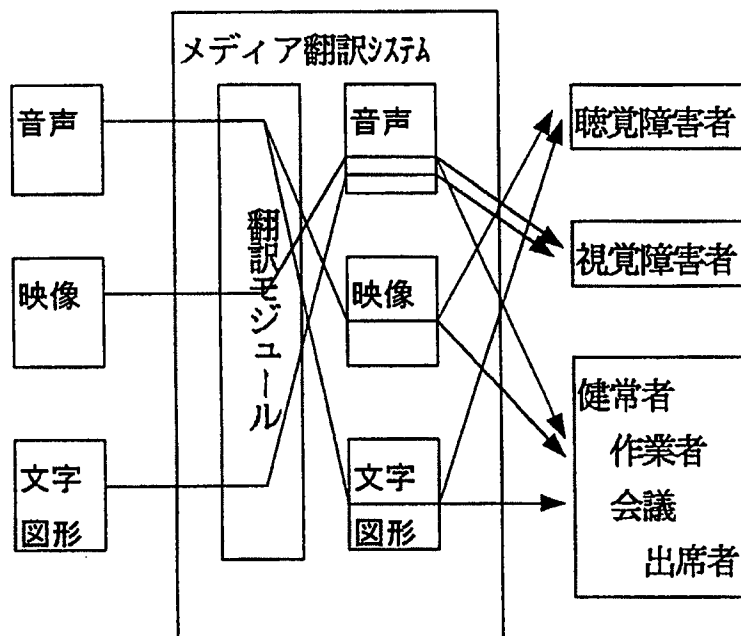 メディア翻訳システム
音声
映像
文字
図形
翻訳モジュール
音声
映像
文字
図形
聴覚障害者
視覚障害者
健常者
作業者
会議
出席者